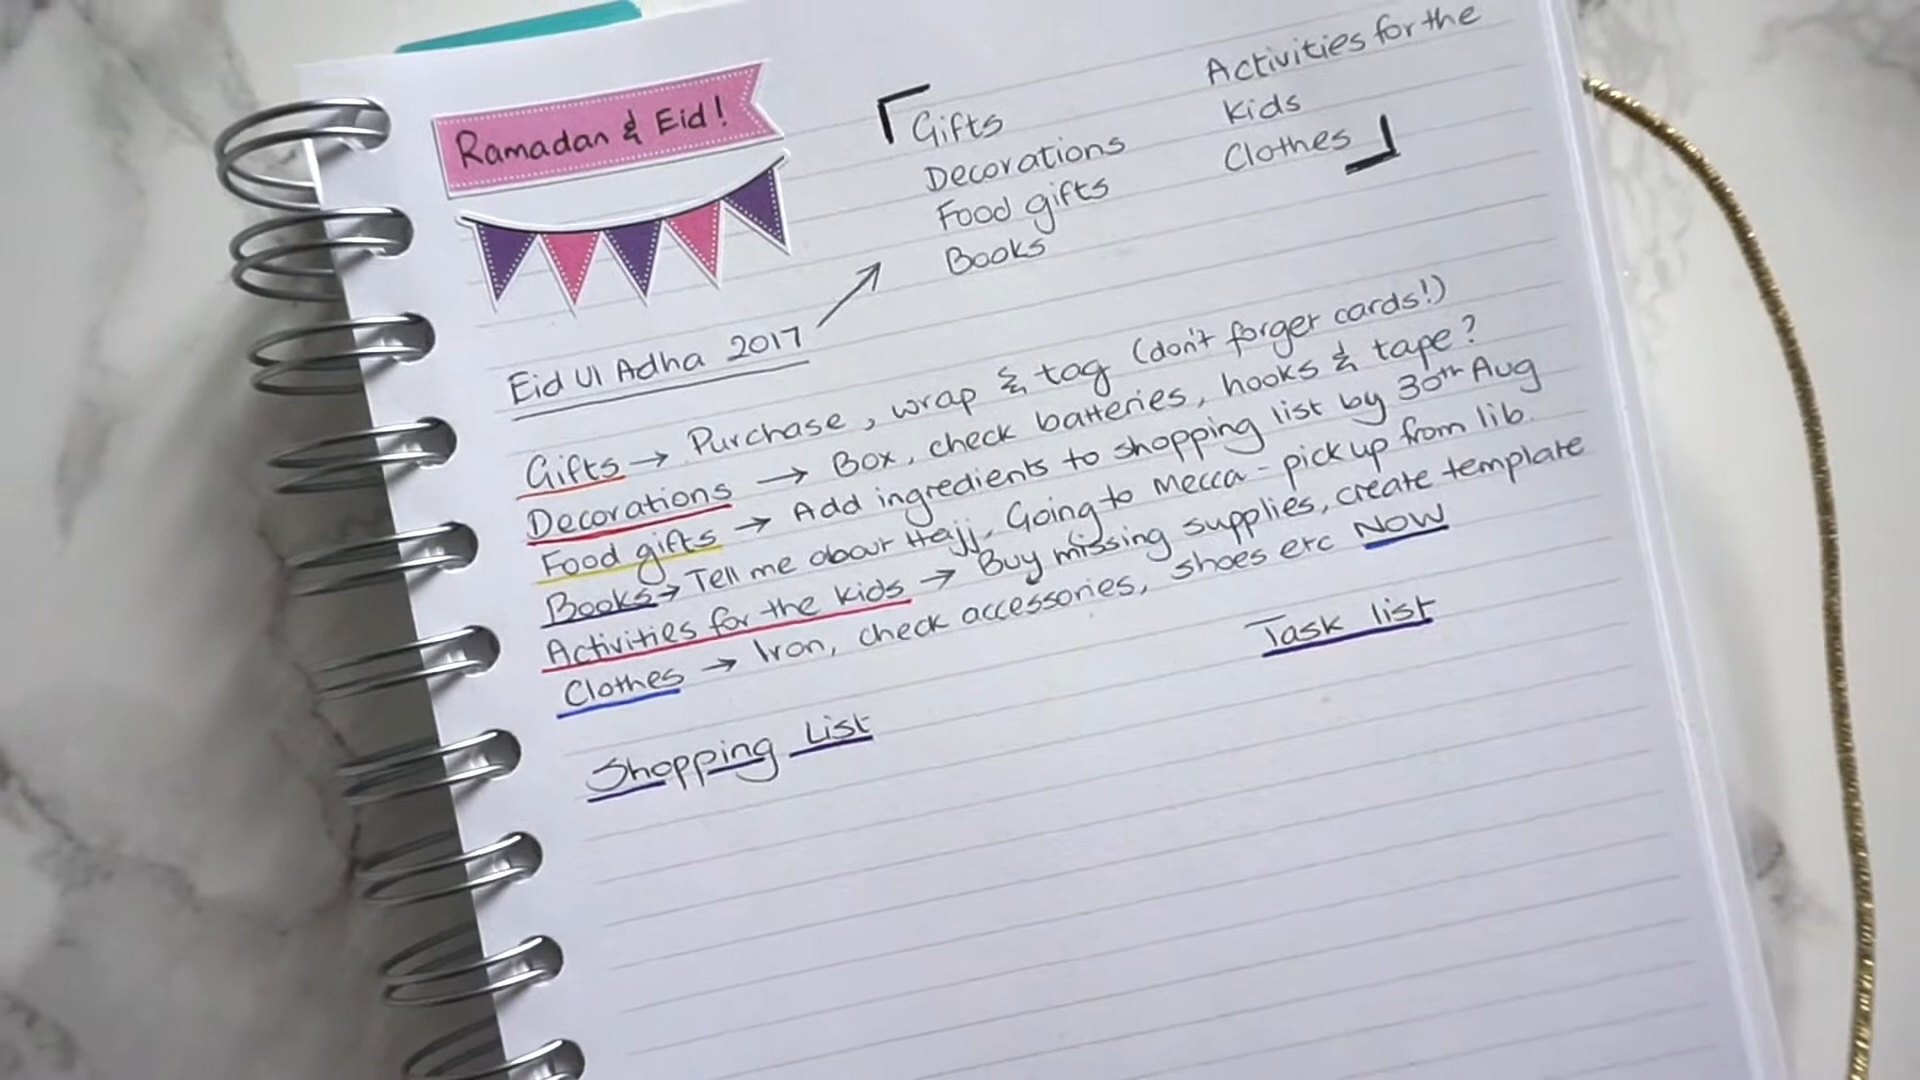 Ramadan & Eid!
Gifts
Decorations
Food gifts
Books
Activities for the
Kids
Clothes
Eid Ul Adha 2017
Gifts → Purchase, wrap & tag (don't forger cards!)
Decorations → Box, check batteries, hooks & tape?
Food gifts → Add ingredients to shopping list by 30th Aug
Books → Tell me about Hajj, Going to Mecca - pick up from lib.
Activities for the kids → Buy missing supplies, create template
Clothes → Iron, check accessories, shoes etc NOW
Shopping List
Task list